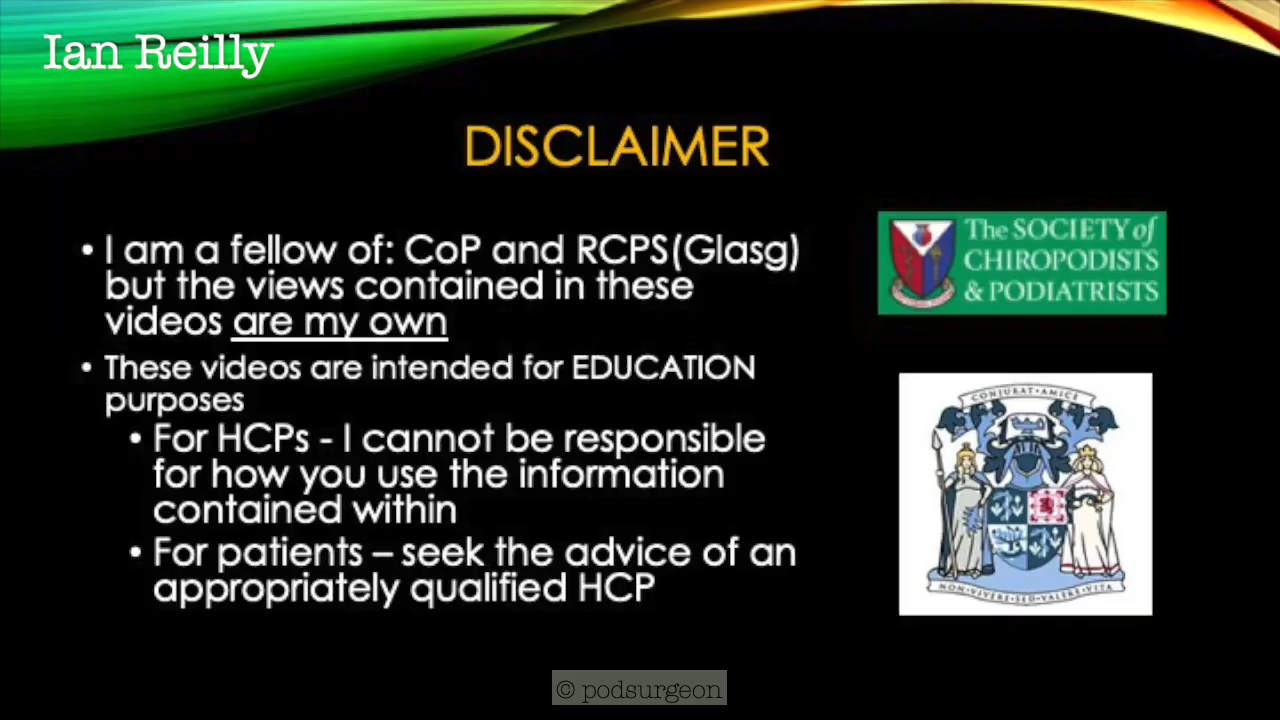 Ian Reilly
DISCLAIMER
• I am a fellow of: CoP and RCPS(Glasg)
but the views contained in these
videos are my own
• These videos are intended for EDUCATION
purposes
• For HCPs - I cannot be responsible
for how you use the information
contained within
• For patients – seek the advice of an
appropriately qualified HCP
The SOCIETY of
CHIROPODISTS
& PODIATRISTS
CONJURAT·AMICE
NON·VIVERE·SED·VALERE·VITA
© podsurgeon